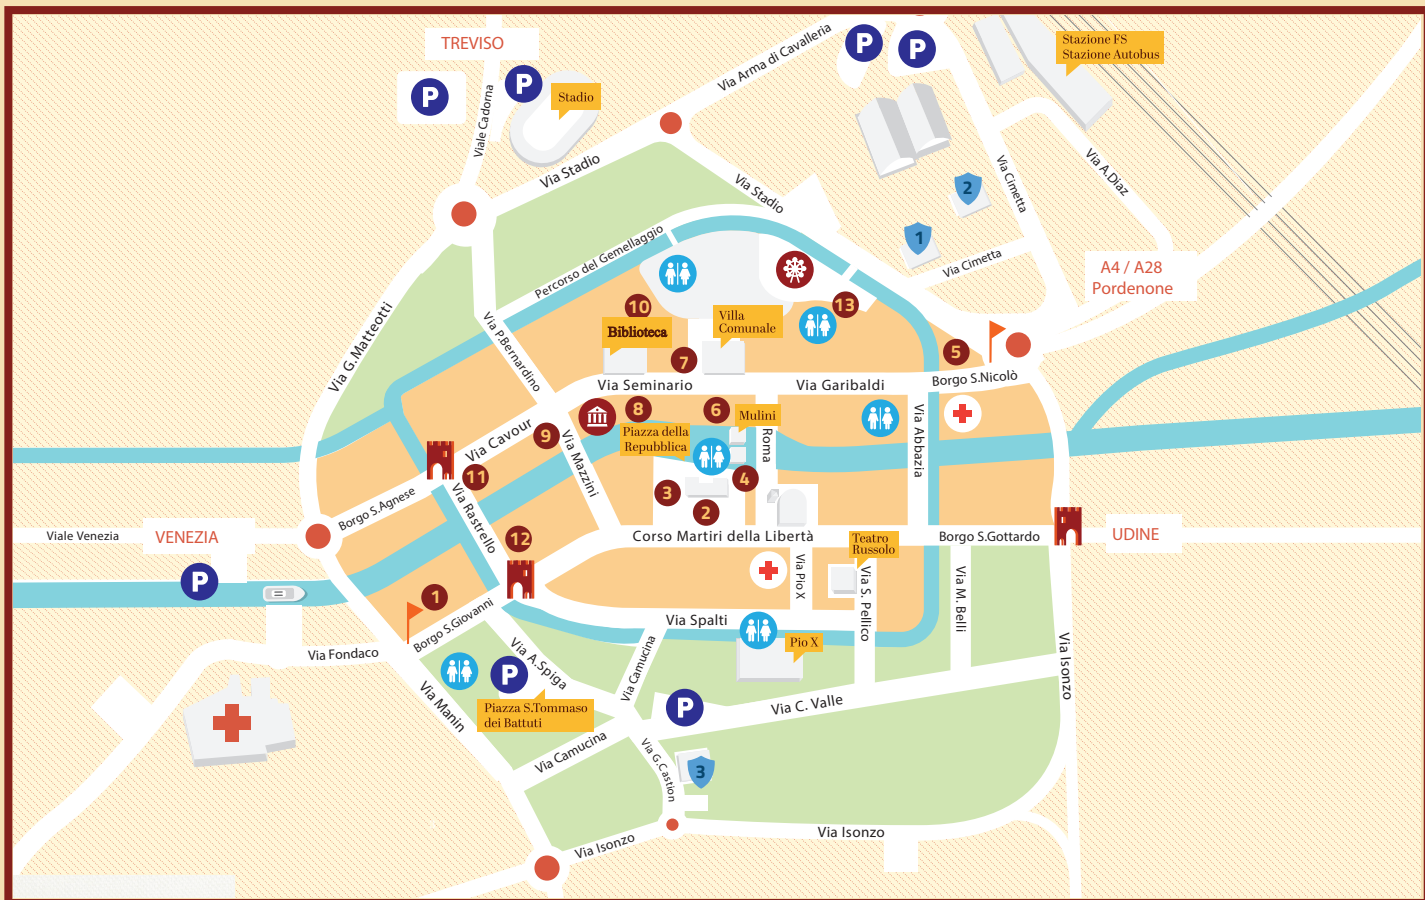 TREVISO
P
P
Stadio
Viale Cadorna
Via Stadio
Via Arma di Cavalleria
P
P
Stazione FS
Stazione Autobus
Via Stadio
Via Cimetta
Via A.Diaz
2
1
Via Cimetta
A4 / A28
Pordenone
Percorso del Gemellaggio
Via G.Matteotti
Via P.Bernardino
10
Biblioteca
Villa
Comunale
13
7
5
Via Seminario
Via Garibaldi
Borgo S.Nicolò
8
6
Mulini
Via Cavour
9
Piazza della
Repubblica
Via Mazzini
Roma
Via Abbazia
11
Borgo S.Agnese
Via Rastrello
3
4
2
Viale Venezia
VENEZIA
12
Corso Martiri della Libertà
Borgo S.Gottardo
UDINE
Teatro
Russolo
P
1
Borgo S.Giovanni
Via Pio X
Via S. Pellico
Via M. Belli
Via Spalti
Pio X
Via Fondaco
Via A.Spiga
P
Via Camucina
Via Isonzo
Via Manin
Piazza S.Tommaso
dei Battuti
P
Via C. Valle
Via Camucina
Via G.Castion
3
Via Isonzo
Via Isonzo